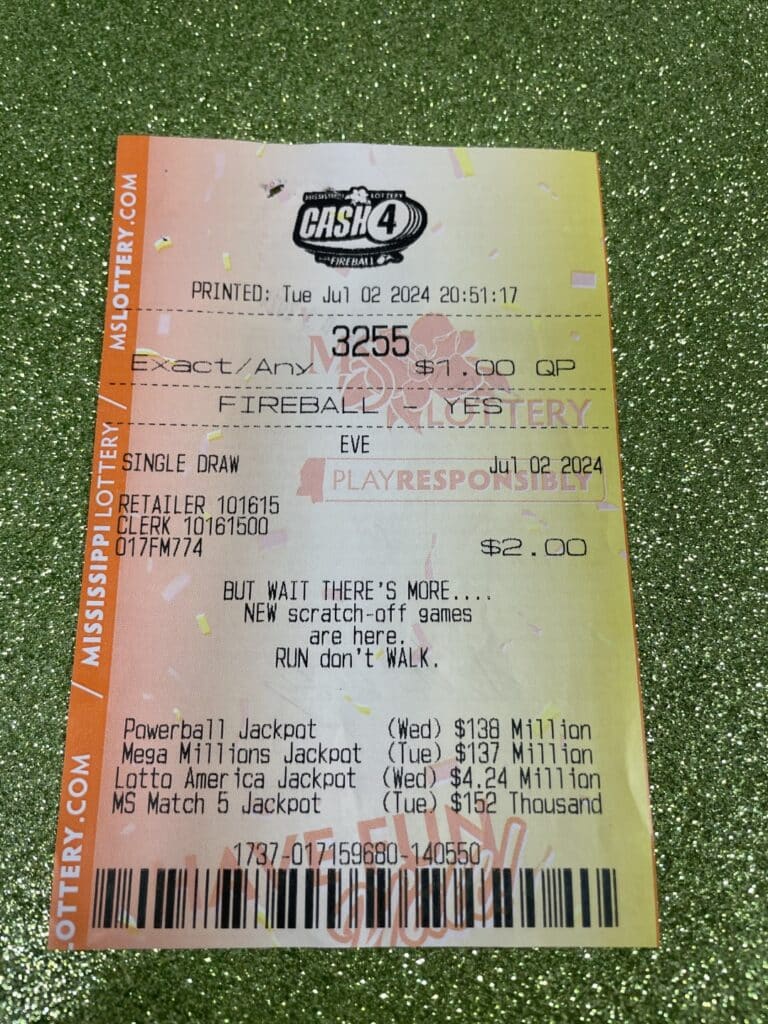 MISSISSIPPI LOTTERY
CASH 4
FIREBALL
PRINTED: Tue Jul 02 2024 20:51:17
3255
Exact/Any $1.00 QP
FIREBALL - YES
LOTTERY
EVE
SINGLE DRAW Jul 02 2024
PLAYRESPONSIBLY
RETAILER 101615
CLERK 10161500
017FM774 $2.00
BUT WAIT THERE'S MORE....
NEW scratch-off games
are here.
RUN don't WALK.
Powerball Jackpot (Wed) $138 Million
Mega Millions Jackpot (Tue) $137 Million
Lotto America Jackpot (Wed) $4.24 Million
MS Match 5 Jackpot (Tue) $152 Thousand
HAVE FUN
1737-017159680-140550
OTTERY.COM / MISSISSIPPILOTTERY / MSLOTTERY.COM